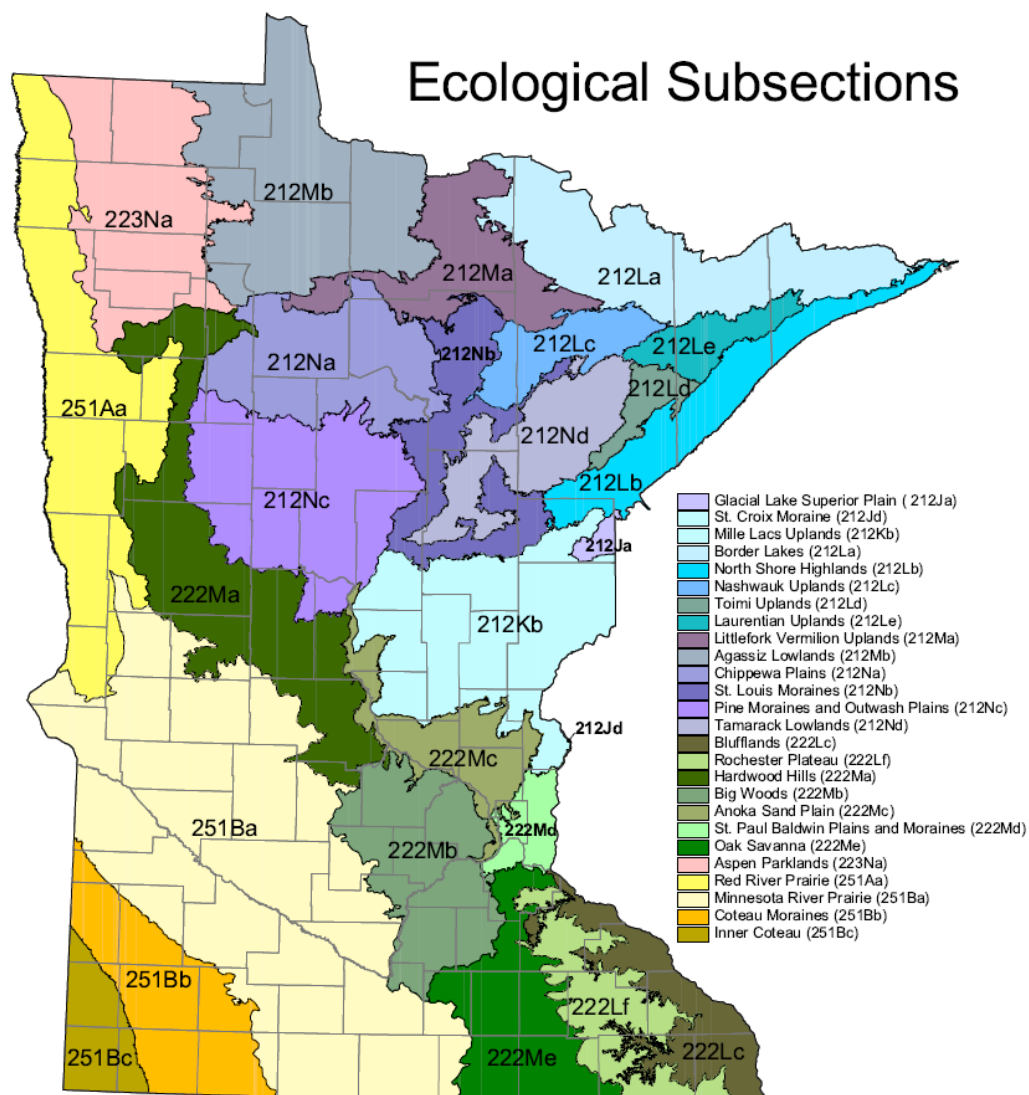 Ecological Subsections
212Mb
223Na
212Ma
212La
212Nb
212Lc
212Le
212Na
212Ld
251Aa
212Nd
212Nc
212Lb
212Ja
222Ma
212Kb
212Jd
222Mc
251Ba
222Md
222Mb
251Bb
222Lf
251Bc
222Me
222Lc
Glacial Lake Superior Plain ( 212Ja)
St. Croix Moraine (212Jd)
Mille Lacs Uplands (212Kb)
Border Lakes (212La)
North Shore Highlands (212Lb)
Nashwauk Uplands (212Lc)
Toimi Uplands (212Ld)
Laurentian Uplands (212Le)
Littlefork Vermilion Uplands (212Ma)
Agassiz Lowlands (212Mb)
Chippewa Plains (212Na)
St. Louis Moraines (212Nb)
Pine Moraines and Outwash Plains (212Nc)
Tamarack Lowlands (212Nd)
Blufflands (222Lc)
Rochester Plateau (222Lf)
Hardwood Hills (222Ma)
Big Woods (222Mb)
Anoka Sand Plain (222Mc)
St. Paul Baldwin Plains and Moraines (222Md)
Oak Savanna (222Me)
Aspen Parklands (223Na)
Red River Prairie (251Aa)
Minnesota River Prairie (251Ba)
Coteau Moraines (251Bb)
Inner Coteau (251Bc)